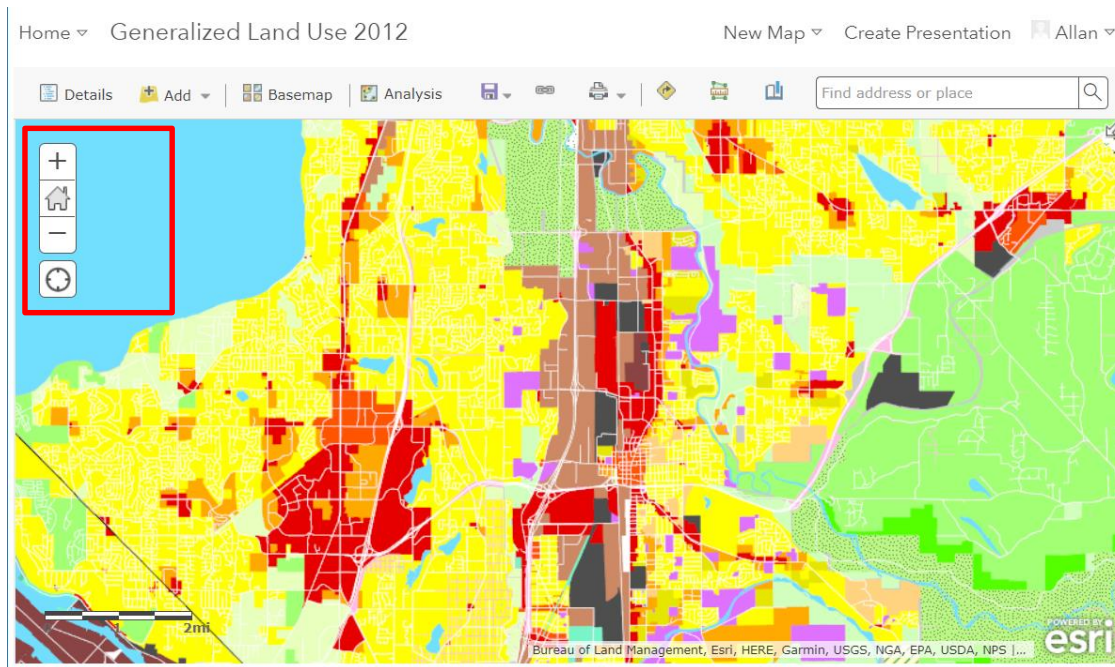 Home Generalized Land Use 2012 New Map Create Presentation Allan
Details Add Basemap Analysis Find address or place
+
−
1 2mi
Bureau of Land Management, Esri, HERE, Garmin, USGS, NGA, EPA, USDA, NPS |...
POWERED BY
esri